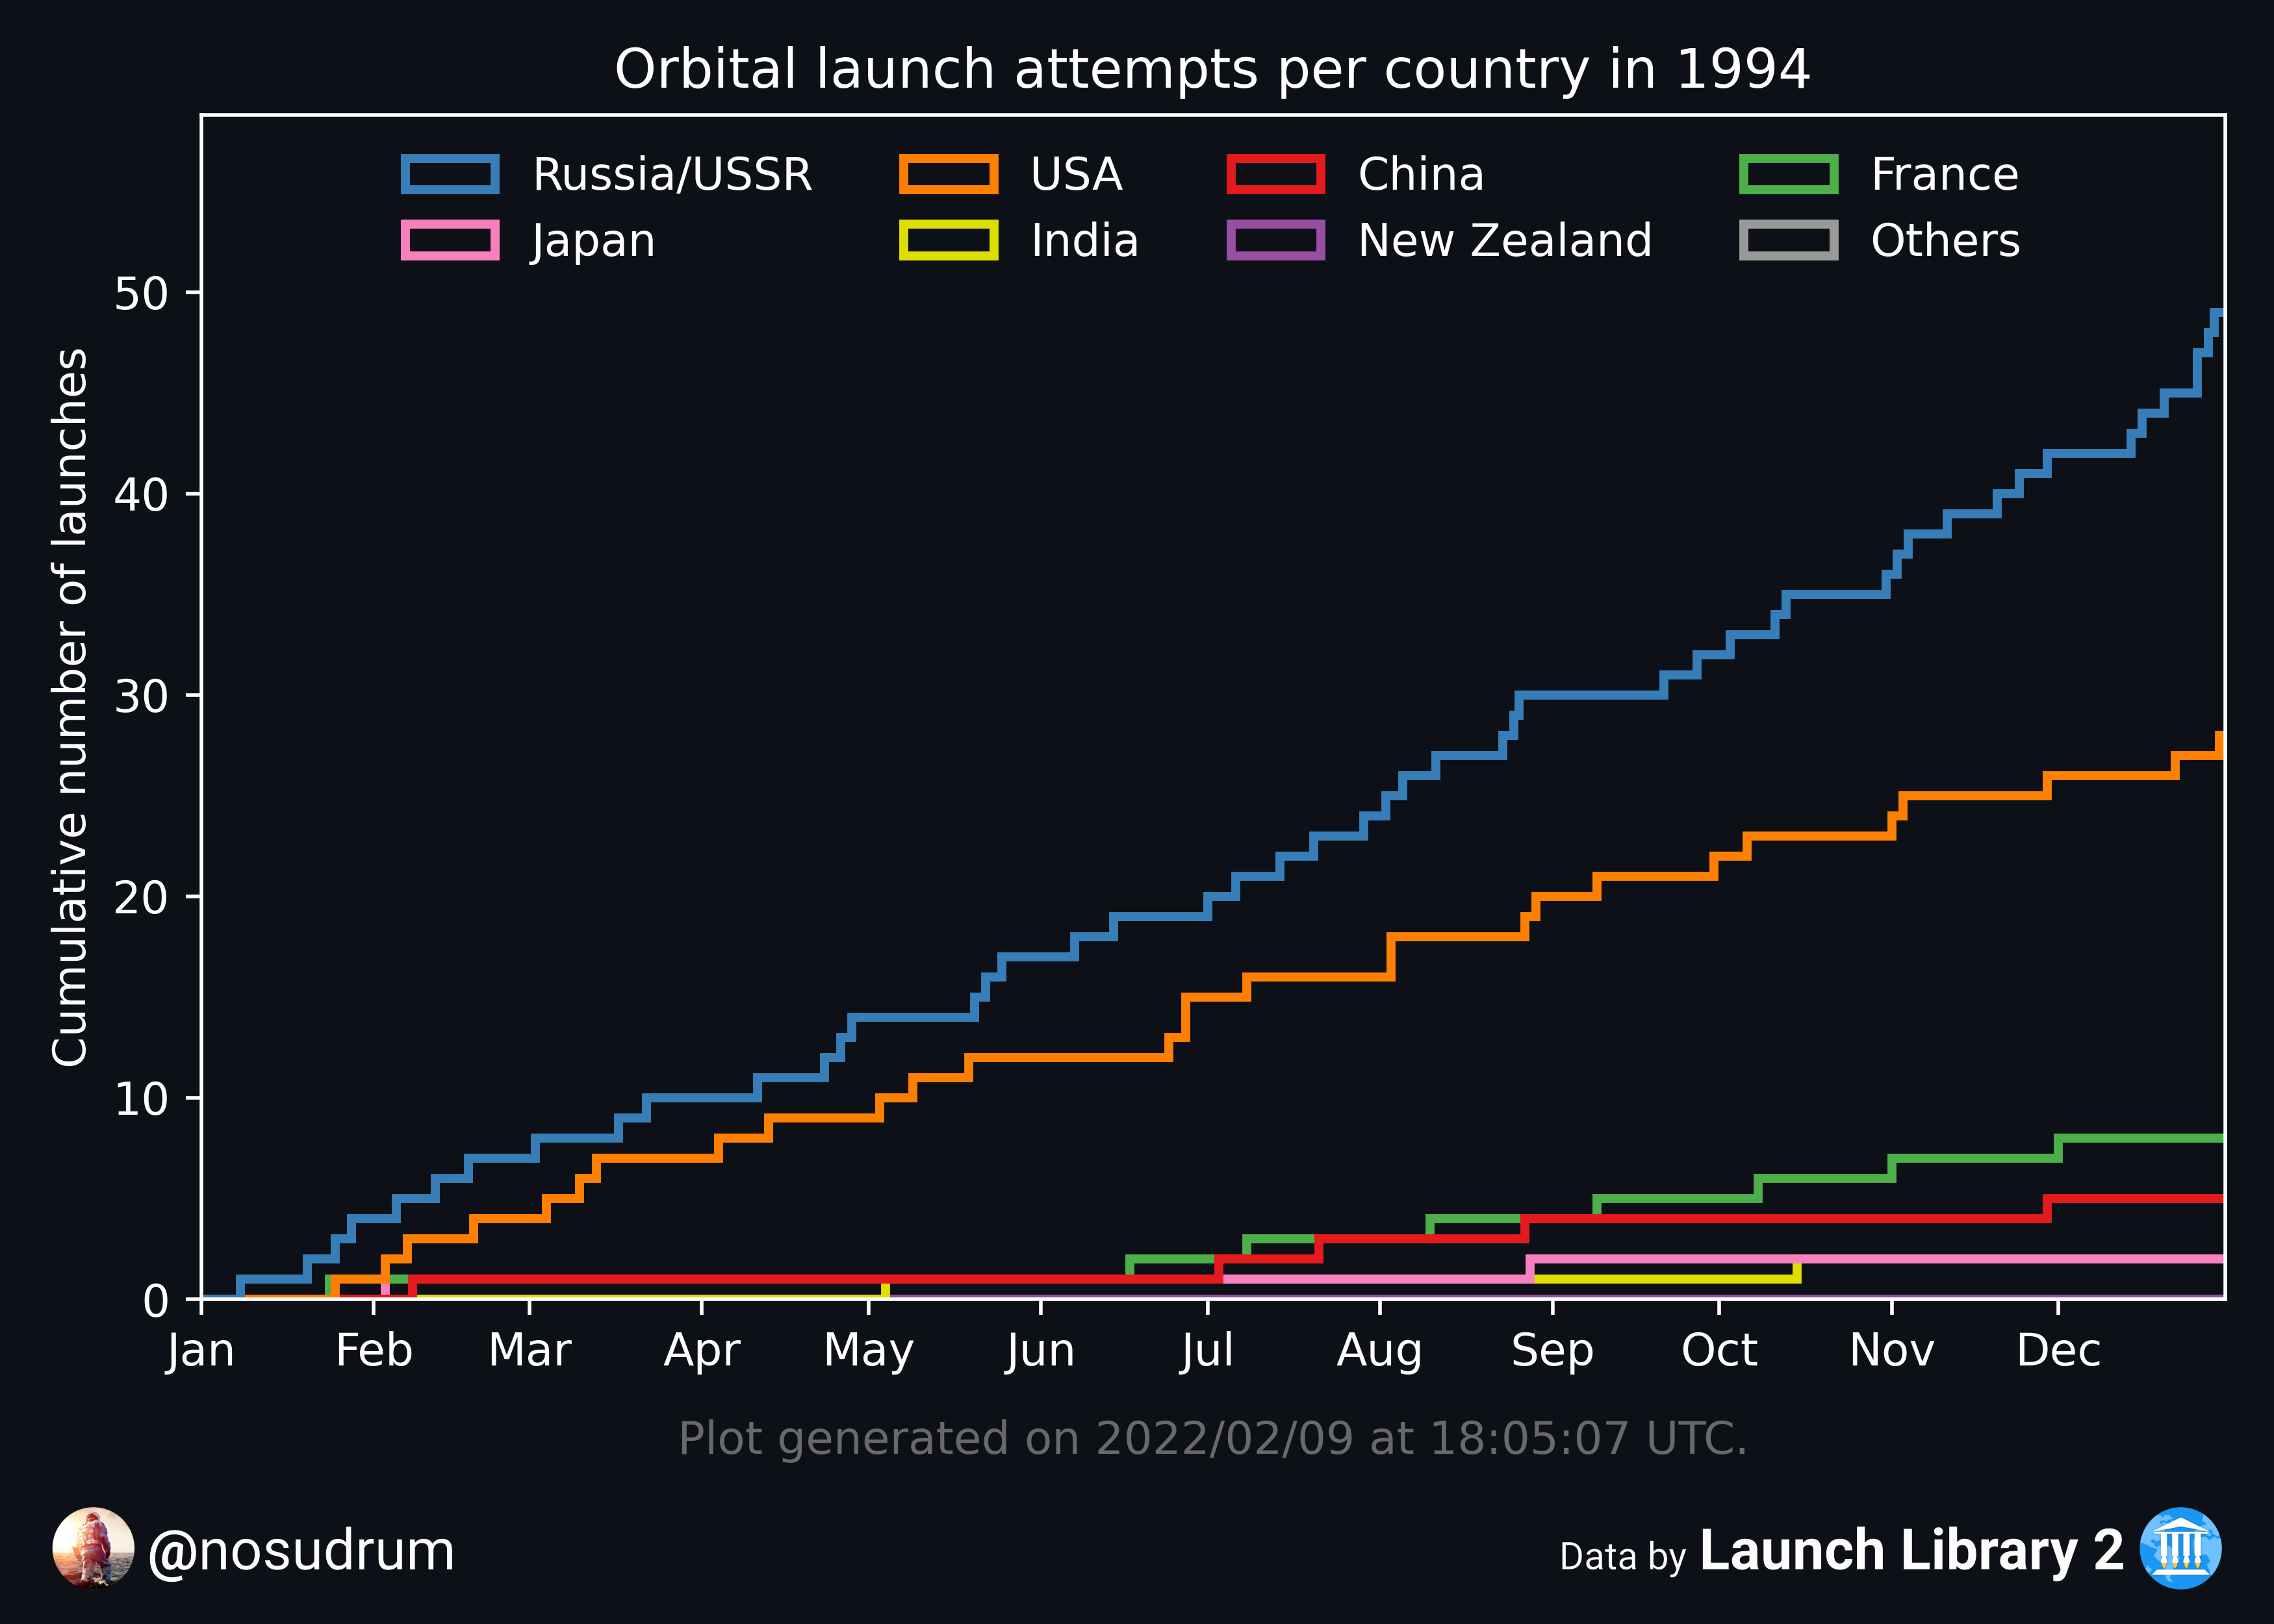 Orbital launch attempts per country in 1994
Russia/USSR USA China France
Japan India New Zealand Others
50
40
30
20
10
0
Cumulative number of launches
Jan Feb Mar Apr May Jun Jul Aug Sep Oct Nov Dec
Plot generated on 2022/02/09 at 18:05:07 UTC.
@nosudrum
Data by Launch Library 2